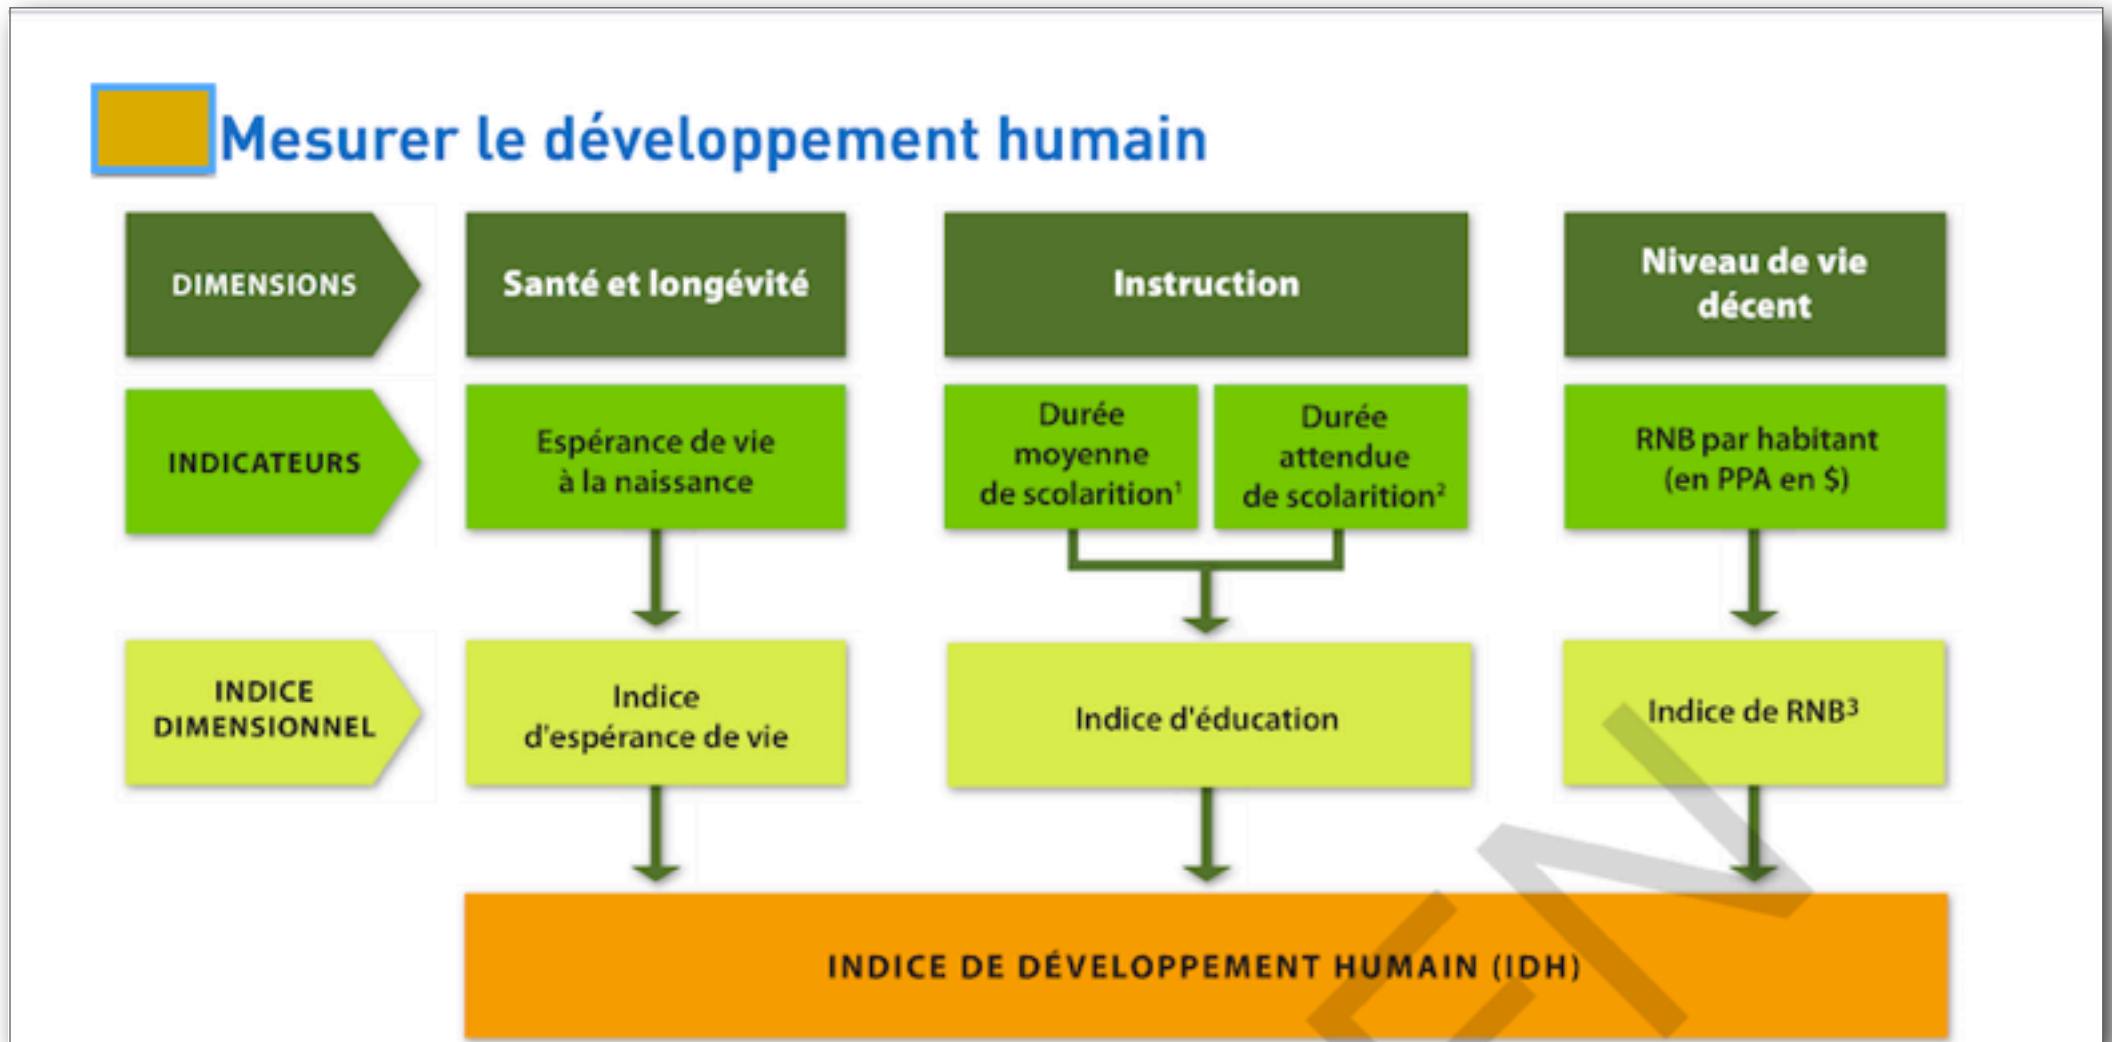 Mesurer le développement humain
DIMENSIONS
Santé et longévité
Instruction
Niveau de vie
décent
INDICATEURS
Espérance de vie
à la naissance
Durée
moyenne
de scolarition¹
Durée
attendue
de scolarition²
RNB par habitant
(en PPA en $)
INDICE
DIMENSIONNEL
Indice
d'espérance de vie
Indice d'éducation
Indice de RNB³
INDICE DE DÉVELOPPEMENT HUMAIN (IDH)